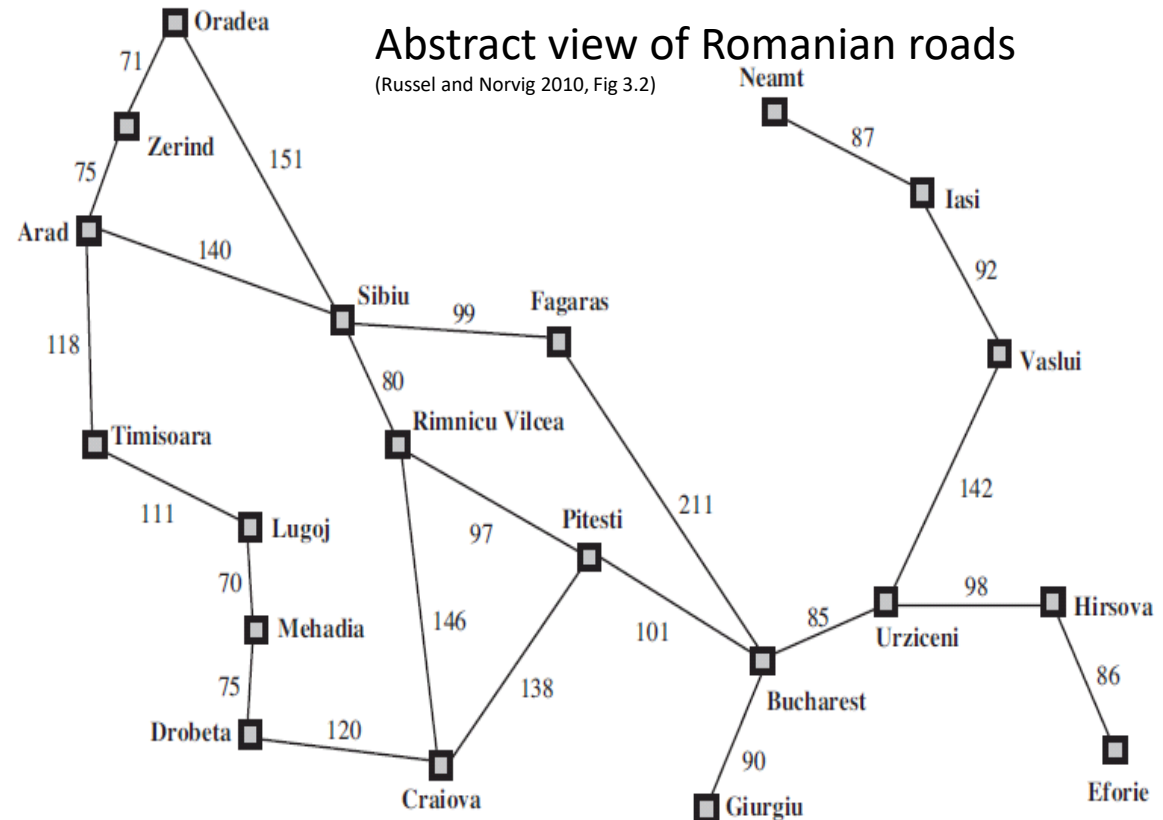 Oradea
Abstract view of Romanian roads
(Russel and Norvig 2010, Fig 3.2)
71
Neamt
87
Zerind
151
75
Iasi
Arad
140
92
Sibiu
Fagaras
99
118
Vaslui
80
Rimnicu Vilcea
Timisoara
142
111
211
Pitesti
Lugoj
97
70
98
Hirsova
146
85
Mehadia
101
Urziceni
86
75
138
Bucharest
Drobeta
120
90
Eforie
Craiova
Giurgiu